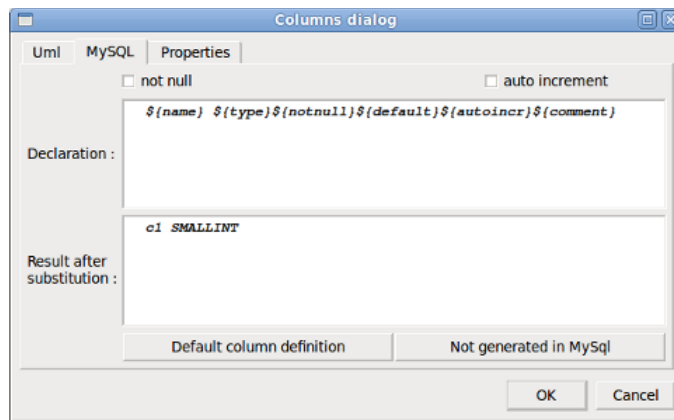 Columns dialog
Uml MySQL Properties
not null auto increment
Declaration :
${name} ${type}${notnull}${default}${autoincr}${comment}
Result after
substitution :
c1 SMALLINT
Default column definition Not generated in MySql
OK Cancel